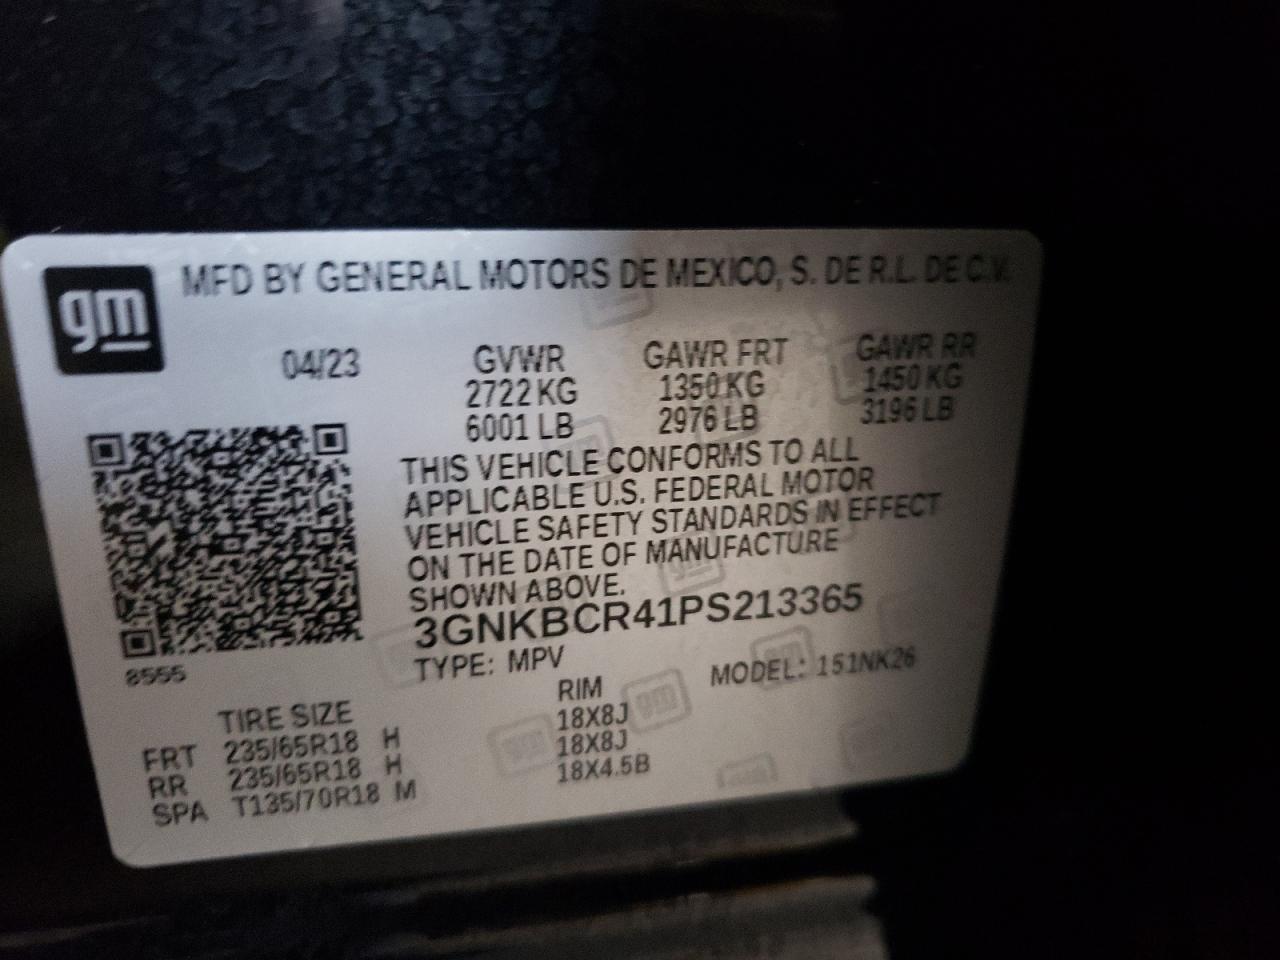 gm
MFD BY GENERAL MOTORS DE MEXICO, S. DE R.L. DE C.V.
04/23 GVWR GAWR FRT GAWR RR
2722 KG 1350 KG 1450 KG
6001 LB 2976 LB 3196 LB
THIS VEHICLE CONFORMS TO ALL
APPLICABLE U.S. FEDERAL MOTOR
VEHICLE SAFETY STANDARDS IN EFFECT
ON THE DATE OF MANUFACTURE
SHOWN ABOVE.
3GNKBCR41PS213365
8555
TYPE: MPV MODEL: 151NK26
TIRE SIZE RIM
FRT 235/65R18 H 18X8J
RR 235/65R18 H 18X8J
SPA T135/70R18 M 18X4.5B